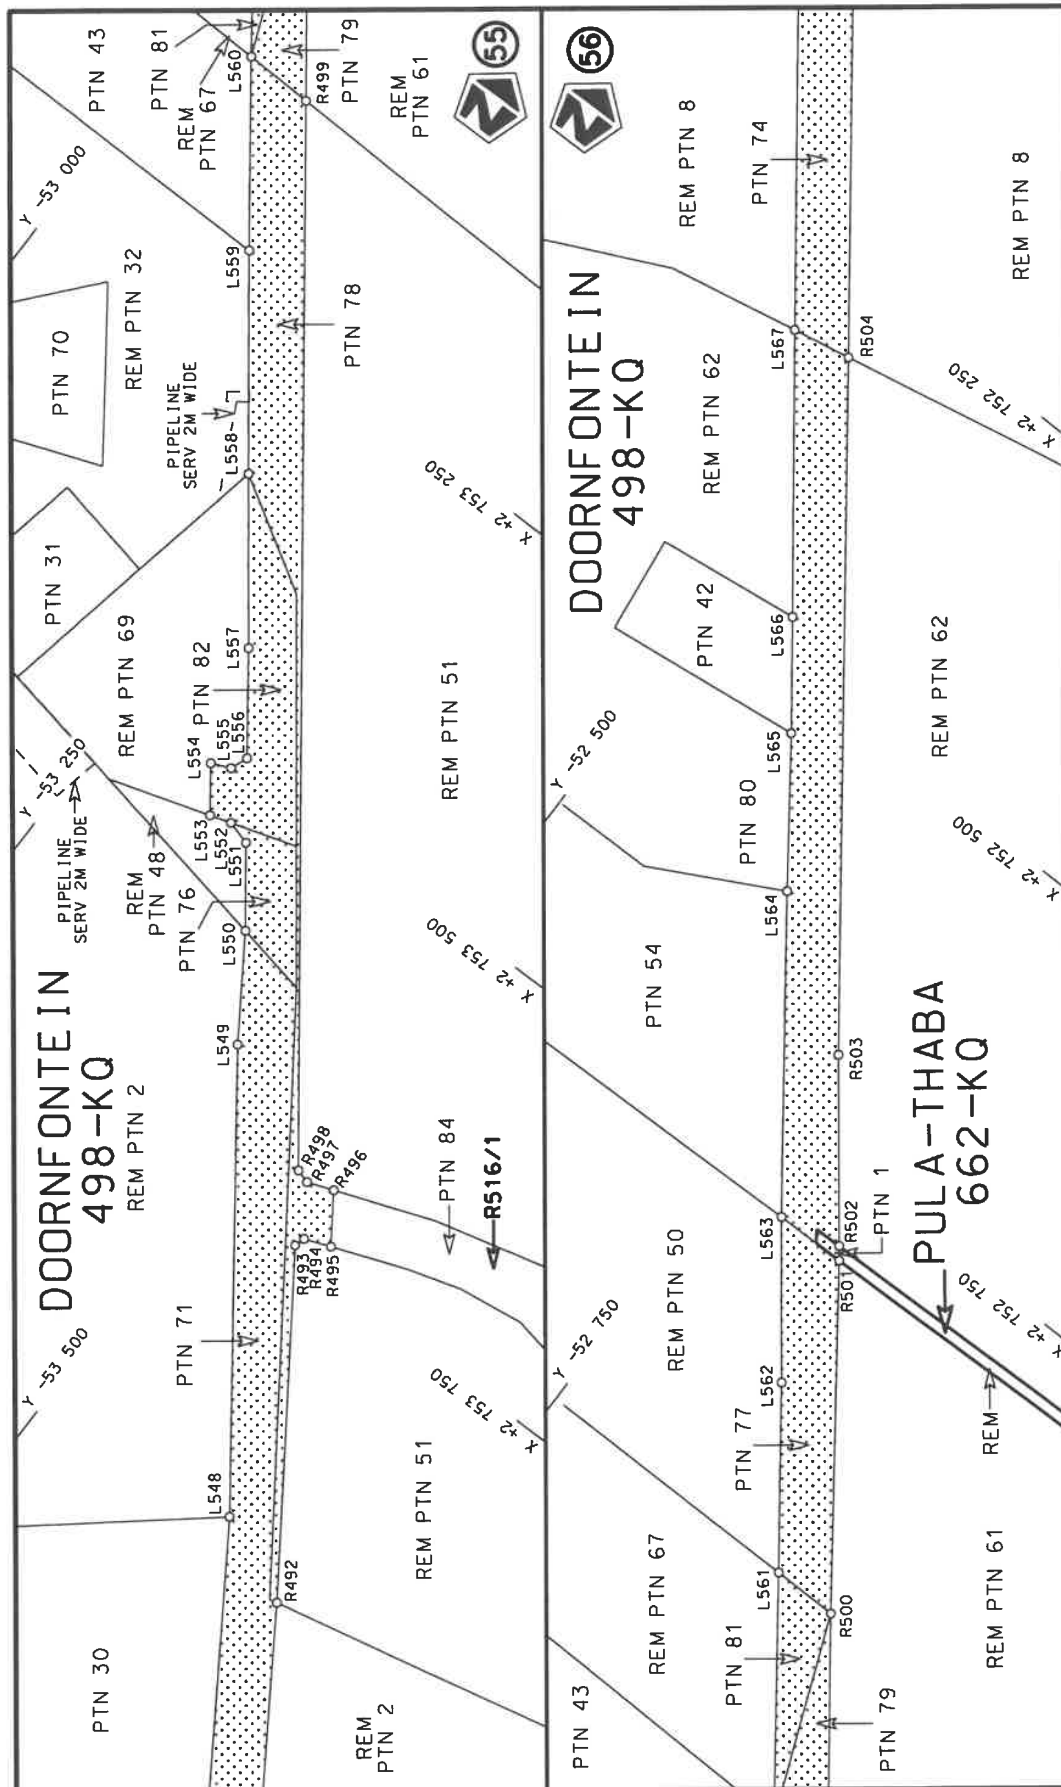 PTN 30
L548
Y -53 500
DOORNFONTEIN
498-KQ
REM PTN 2
PTN 71
L549
L550
PTN 76
REM
PTN 48
PIPELINE
SERV 2M WIDE
Y -53 250
L551
L552
L553
L554
L555
L556
PTN 82
REM PTN 69
L557
PTN 31
L558
PIPELINE
SERV 2M WIDE
PTN 70
REM PTN 32
L559
Y -53 000
PTN 43
PTN 81
REM
PTN 67
L560
PTN 79
R499
REM
PTN 61
55
PTN 78
X +2 753 250
REM PTN 51
X +2 753 500
R498
R497
R496
PTN 84
R516/1
R493
R494
R495
X +2 753 750
REM PTN 51
R492
REM
PTN 2
56
PTN 43
REM PTN 67
PTN 81
L561
PTN 77
Y -52 750
L562
REM PTN 50
L563
PTN 54
L564
PTN 80
Y -52 500
L565
PTN 42
L566
DOORNFONTEIN
498-KQ
REM PTN 62
L567
REM PTN 8
PTN 74
REM PTN 8
R504
X +2 752 250
REM PTN 62
X +2 752 500
R503
R502
PTN 1
R501
PULA-THABA
662-KQ
X +2 752 750
REM
REM PTN 61
R500
PTN 79